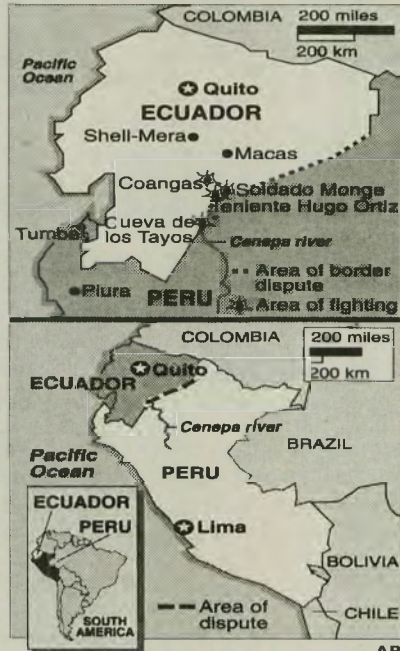 COLOMBIA
200 miles
200 km
Pacific
Ocean
Quito
ECUADOR
Shell-Mera
Macas
Coangas
Soldado Monge
Teniente Hugo Ortiz
Tumbes
Cueva de
los Tayos
Cenepa river
Area of border
dispute
Piura
PERU
Area of fighting
COLOMBIA
200 miles
200 km
ECUADOR
Quito
Cenepa river
BRAZIL
Pacific
Ocean
PERU
ECUADOR
PERU
Lima
BOLIVIA
SOUTH
AMERICA
Area of
dispute
CHILE
AP